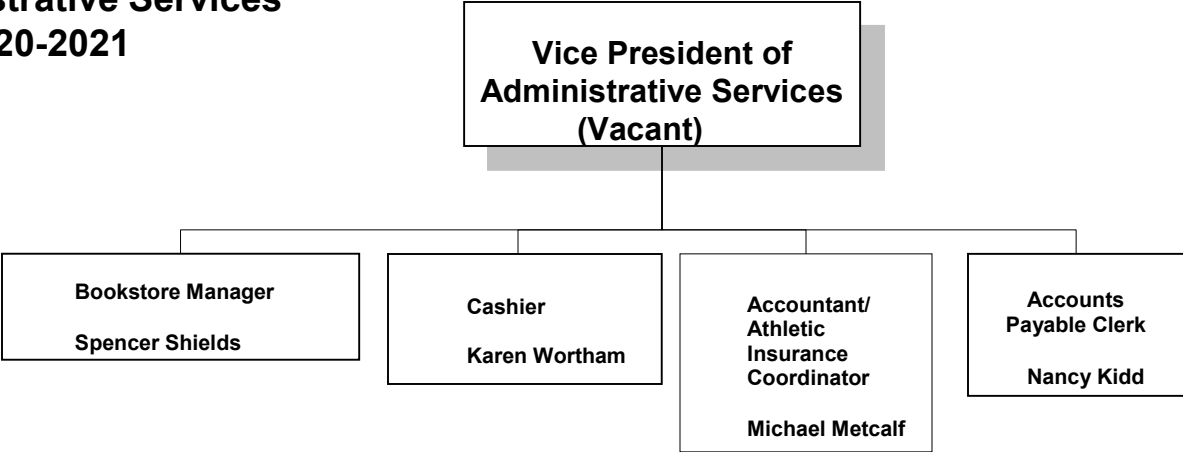 strative Services
20-2021
Vice President of
Administrative Services
(Vacant)
Bookstore Manager
Spencer Shields
Cashier
Karen Wortham
Accountant/
Athletic
Insurance
Coordinator
Michael Metcalf
Accounts
Payable Clerk
Nancy Kidd